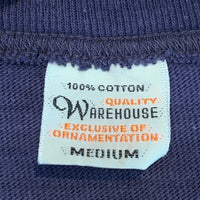 100% COTTON
QUALITY
WAREHOUSE
EXCLUSIVE OF
ORNAMENTATION
MEDIUM